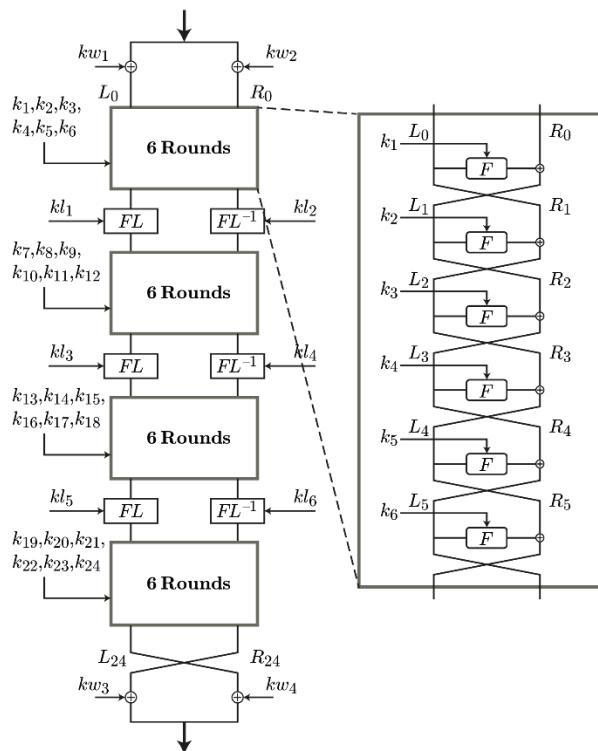 kw₁
kw₂
L₀
R₀
k₁,k₂,k₃,
k₄,k₅,k₆
6 Rounds
kl₁
FL
FL⁻¹
kl₂
k₇,k₈,k₉,
k₁₀,k₁₁,k₁₂
6 Rounds
kl₃
FL
FL⁻¹
kl₄
k₁₃,k₁₄,k₁₅,
k₁₆,k₁₇,k₁₈
6 Rounds
kl₅
FL
FL⁻¹
kl₆
k₁₉,k₂₀,k₂₁,
k₂₂,k₂₃,k₂₄
6 Rounds
L₂₄
R₂₄
kw₃
kw₄
L₀
R₀
k₁
F
L₁
R₁
k₂
F
L₂
R₂
k₃
F
L₃
R₃
k₄
F
L₄
R₄
k₅
F
L₅
R₅
k₆
F